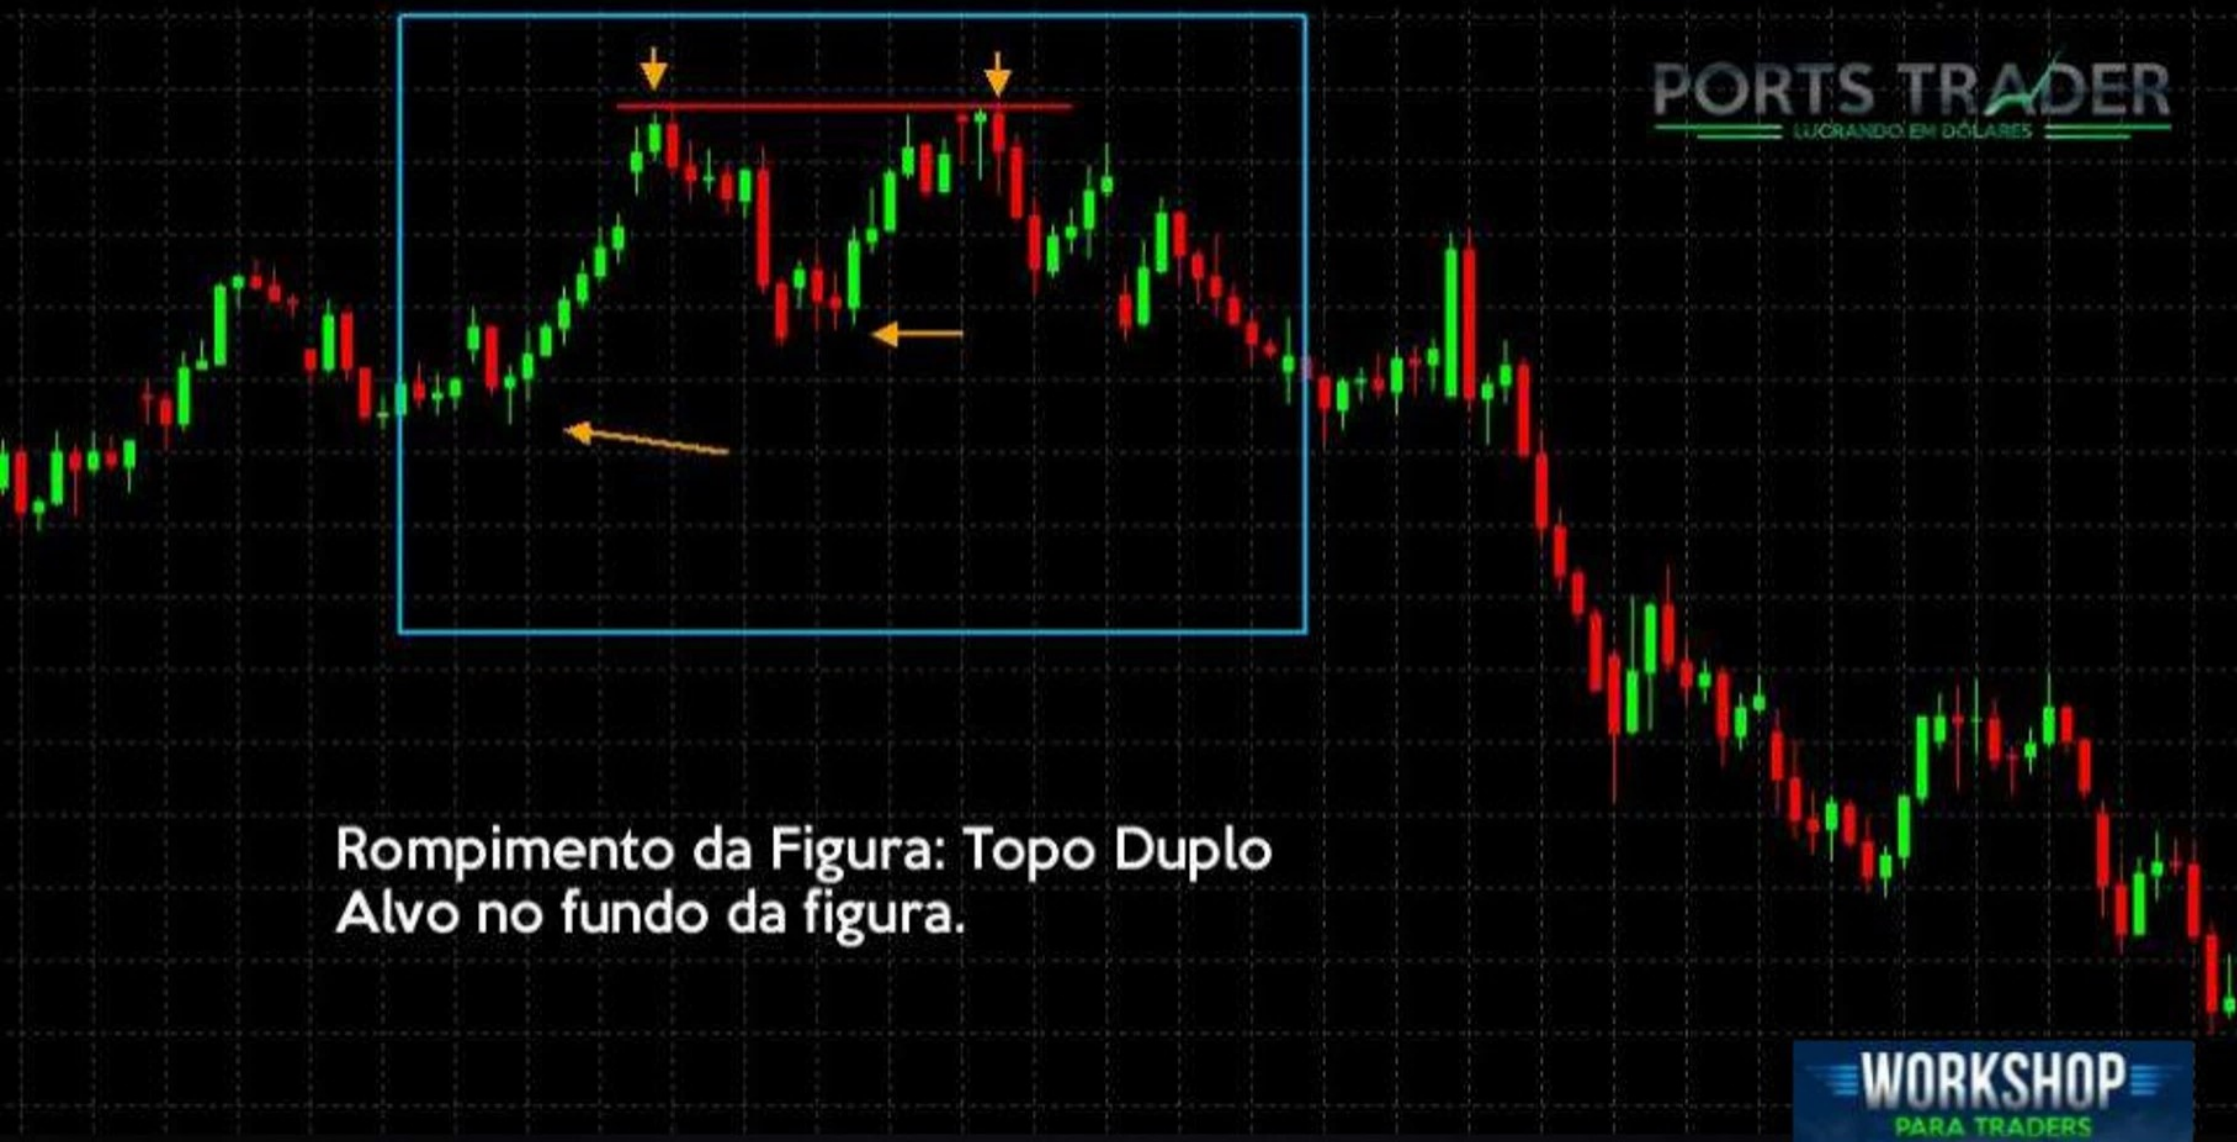 PORTS TRADER
LUCRANDO EM DÓLARES
Rompimento da Figura: Topo Duplo
Alvo no fundo da figura.
WORKSHOP
PARA TRADERS